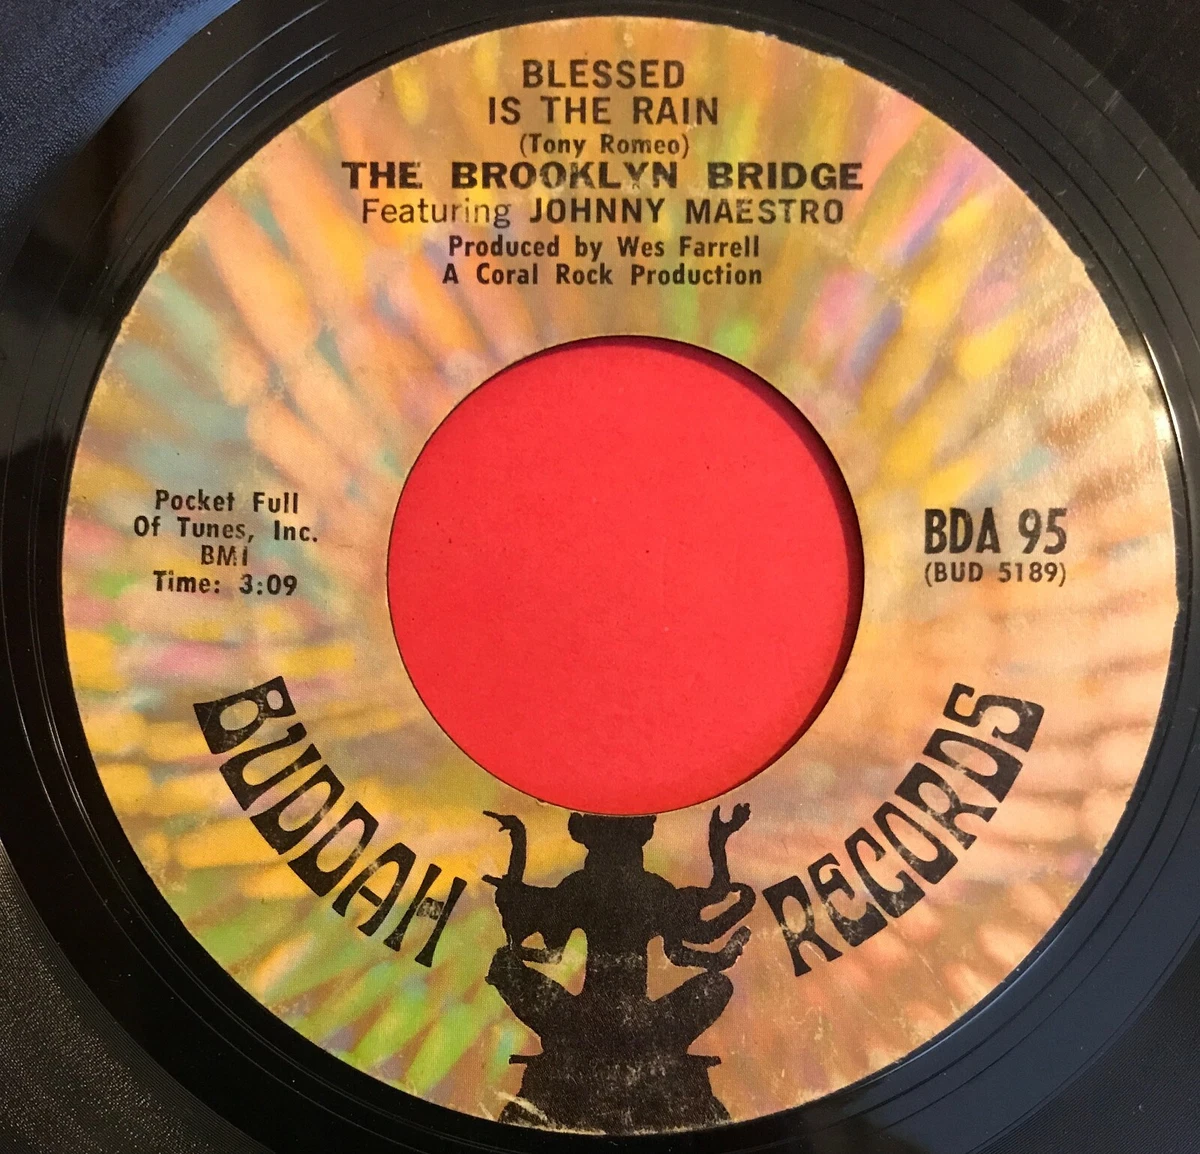 BLESSED
IS THE RAIN
(Tony Romeo)
THE BROOKLYN BRIDGE
Featuring JOHNNY MAESTRO
Produced by Wes Farrell
A Coral Rock Production
Pocket Full
Of Tunes, Inc.
BMI
Time: 3:09
BDA 95
(BUD 5189)
BUDDAH RECORDS